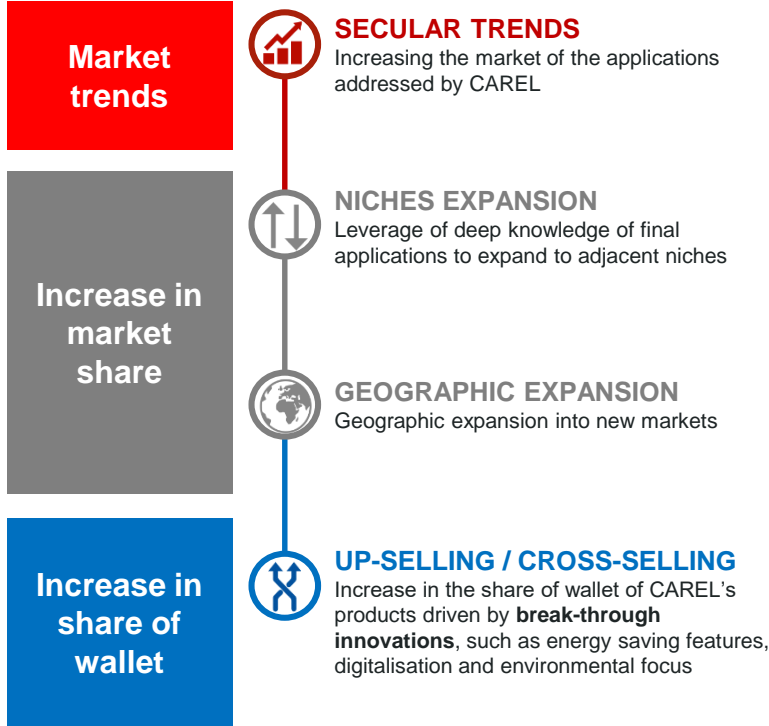 Market
trends
SECULAR TRENDS
Increasing the market of the applications
addressed by CAREL
Increase in
market
share
NICHES EXPANSION
Leverage of deep knowledge of final
applications to expand to adjacent niches
GEOGRAPHIC EXPANSION
Geographic expansion into new markets
Increase in
share of
wallet
UP-SELLING / CROSS-SELLING
Increase in the share of wallet of CAREL's
products driven by break-through
innovations, such as energy saving features,
digitalisation and environmental focus